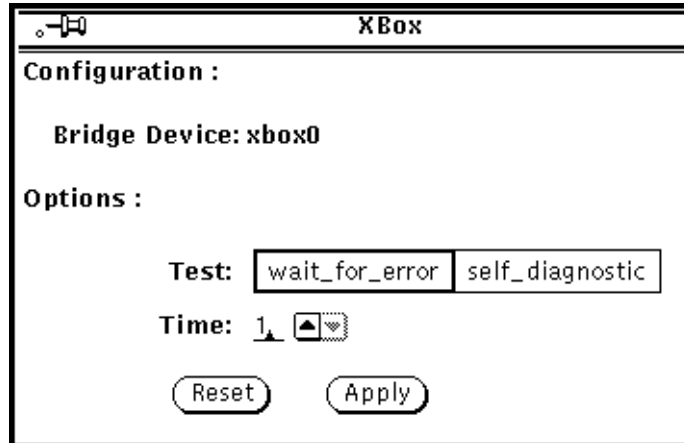 XBox
Configuration :
Bridge Device: xbox0
Options :
Test: wait_for_error self_diagnostic
Time: 1
Reset Apply